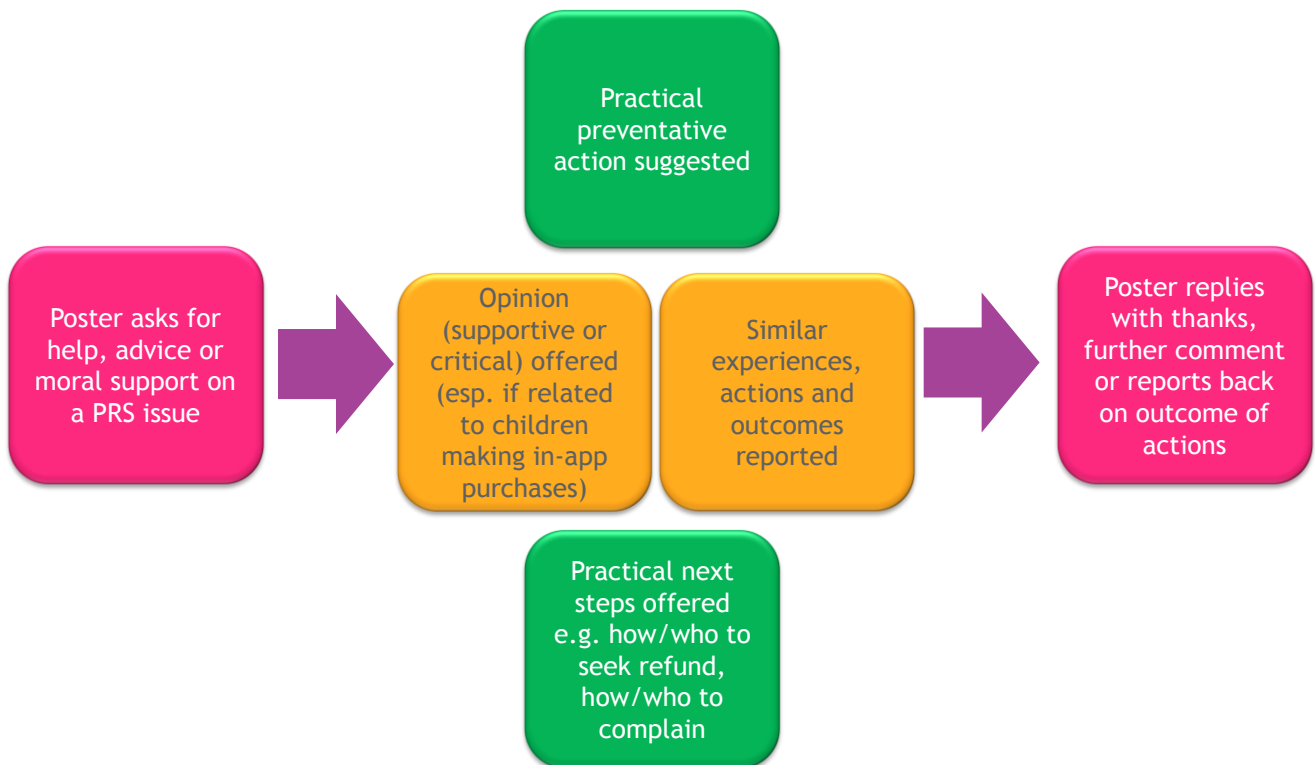 Practical
preventative
action suggested
Poster asks for
help, advice or
moral support on
a PRS issue
Opinion
(supportive or
critical) offered
(esp. if related
to children
making in-app
purchases)
Similar
experiences,
actions and
outcomes
reported
Poster replies
with thanks,
further comment
or reports back
on outcome of
actions
Practical next
steps offered
e.g. how/who to
seek refund,
how/who to
complain